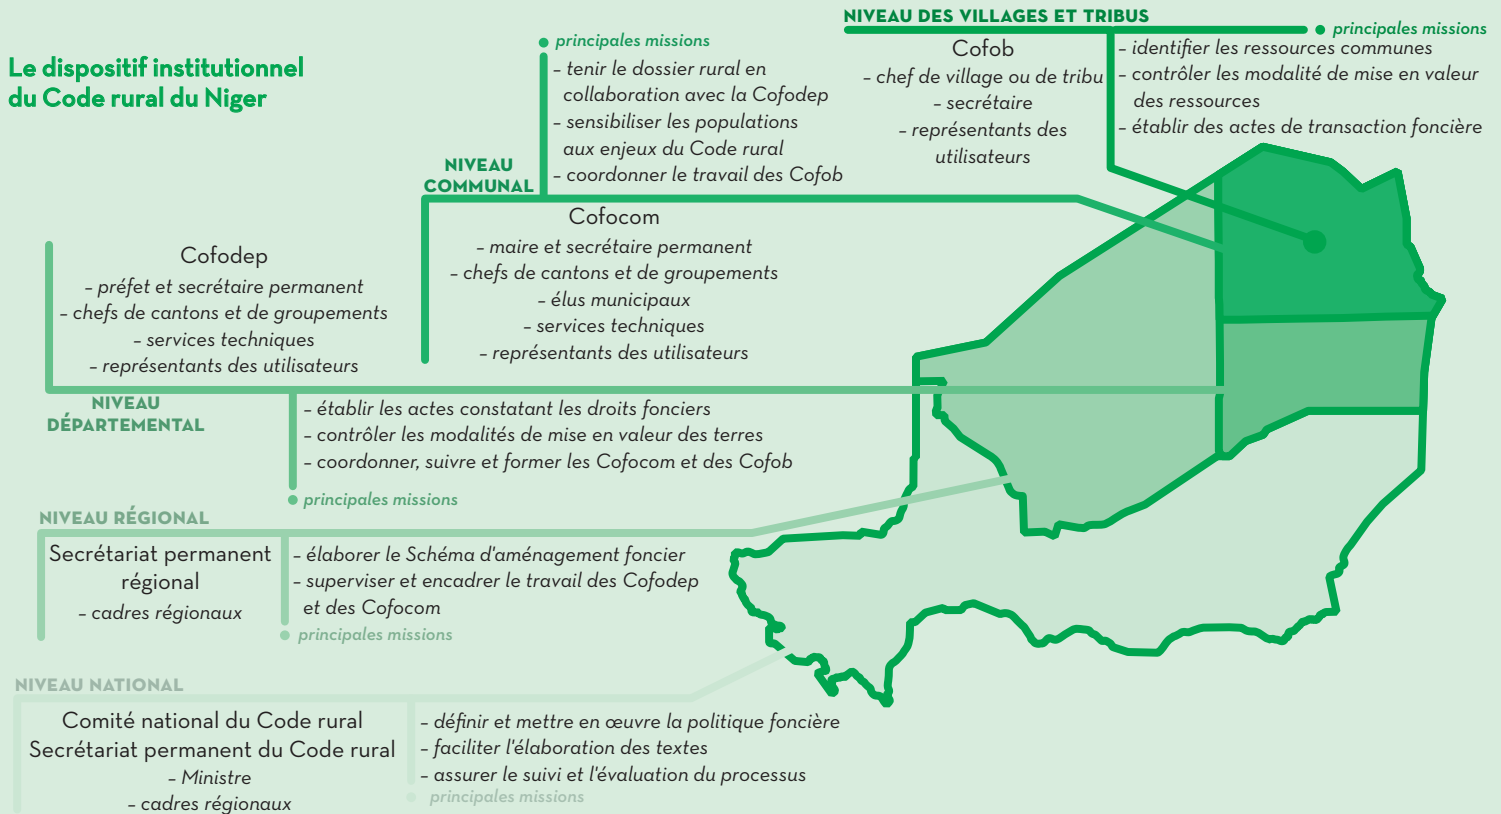 Le dispositif institutionnel
du Code rural du Niger
NIVEAU DES VILLAGES ET TRIBUS
Cofob
– chef de village ou de tribu
– secrétaire
– représentants des
utilisateurs
principales missions
– identifier les ressources communes
– contrôler les modalité de mise en valeur
des ressources
– établir des actes de transaction foncière
NIVEAU
COMMUNAL
principales missions
– tenir le dossier rural en
collaboration avec la Cofodep
– sensibiliser les populations
aux enjeux du Code rural
– coordonner le travail des Cofob
Cofocom
– maire et secrétaire permanent
– chefs de cantons et de groupements
– élus municipaux
– services techniques
– représentants des utilisateurs
Cofodep
– préfet et secrétaire permanent
– chefs de cantons et de groupements
– services techniques
– représentants des utilisateurs
NIVEAU
DÉPARTEMENTAL
– établir les actes constatant les droits fonciers
– contrôler les modalités de mise en valeur des terres
– coordonner, suivre et former les Cofocom et des Cofob
principales missions
NIVEAU RÉGIONAL
Secrétariat permanent
régional
– cadres régionaux
– élaborer le Schéma d'aménagement foncier
– superviser et encadrer le travail des Cofodep
et des Cofocom
principales missions
NIVEAU NATIONAL
Comité national du Code rural
Secrétariat permanent du Code rural
– Ministre
– cadres régionaux
– définir et mettre en œuvre la politique foncière
– faciliter l'élaboration des textes
– assurer le suivi et l'évaluation du processus
principales missions